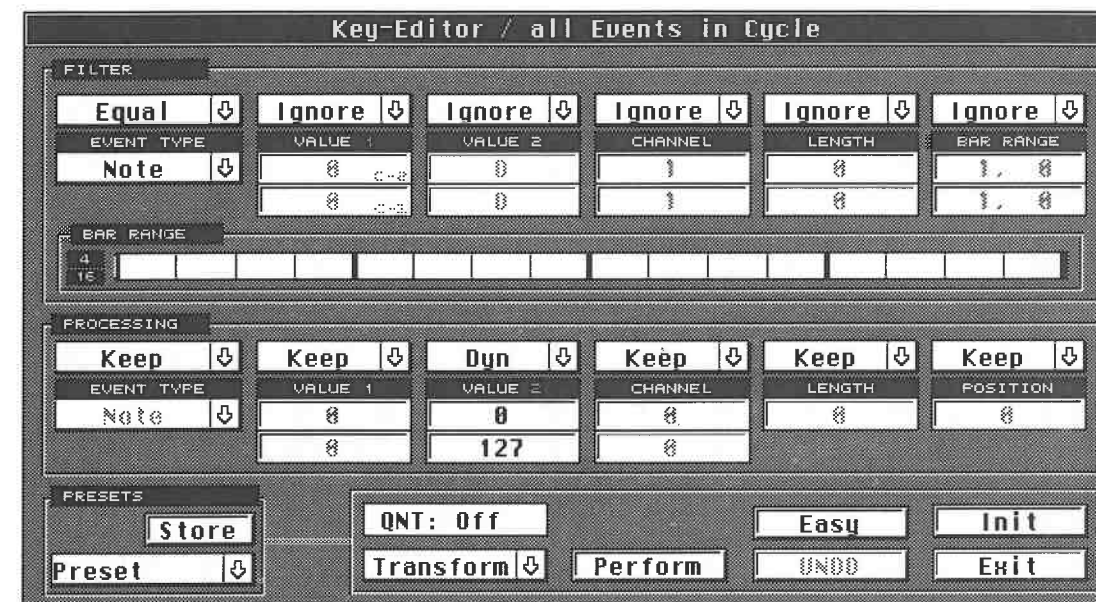 Key-Editor / all Events in Cycle
FILTER
Equal Ignore Ignore Ignore Ignore Ignore
EVENT TYPE VALUE 1 VALUE 2 CHANNEL LENGTH BAR RANGE
Note 0 C-2 0 1 0 1, 0
0 C-2 0 1 0 1, 0
BAR RANGE
4
16
PROCESSING
Keep Keep Dyn Keep Keep Keep
EVENT TYPE VALUE 1 VALUE 2 CHANNEL LENGTH POSITION
Note 0 0 0 0 0
0 127 0
PRESETS
Store QNT: Off Easy Init
Preset Transform Perform UNDO Exit